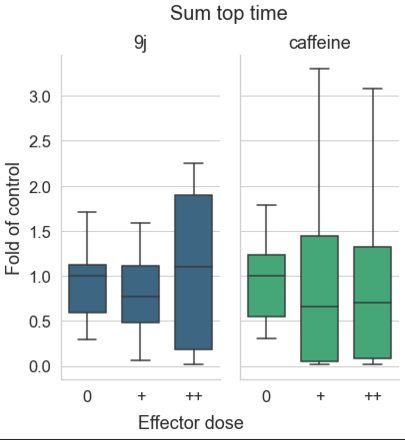 Sum top time
9j caffeine
Fold of control
3.0
2.5
2.0
1.5
1.0
0.5
0.0
0 + ++ 0 + ++
Effector dose